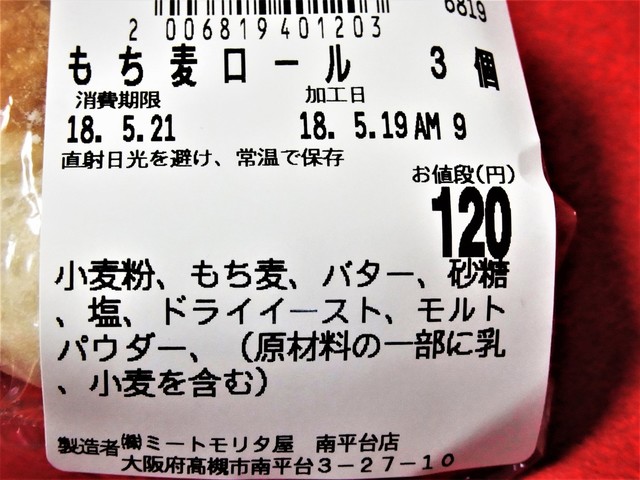 6819
2 006819401203
もち麦ロール 3個
消費期限 加工日
18. 5.21 18. 5.19 AM 9
直射日光を避け、常温で保存
お値段(円)
120
小麦粉、もち麦、バター、砂糖
、塩、ドライイースト、モルト
パウダー、（原材料の一部に乳
、小麦を含む）
製造者 ㈱ミートモリタ屋 南平台店
大阪府高槻市南平台3-27-10